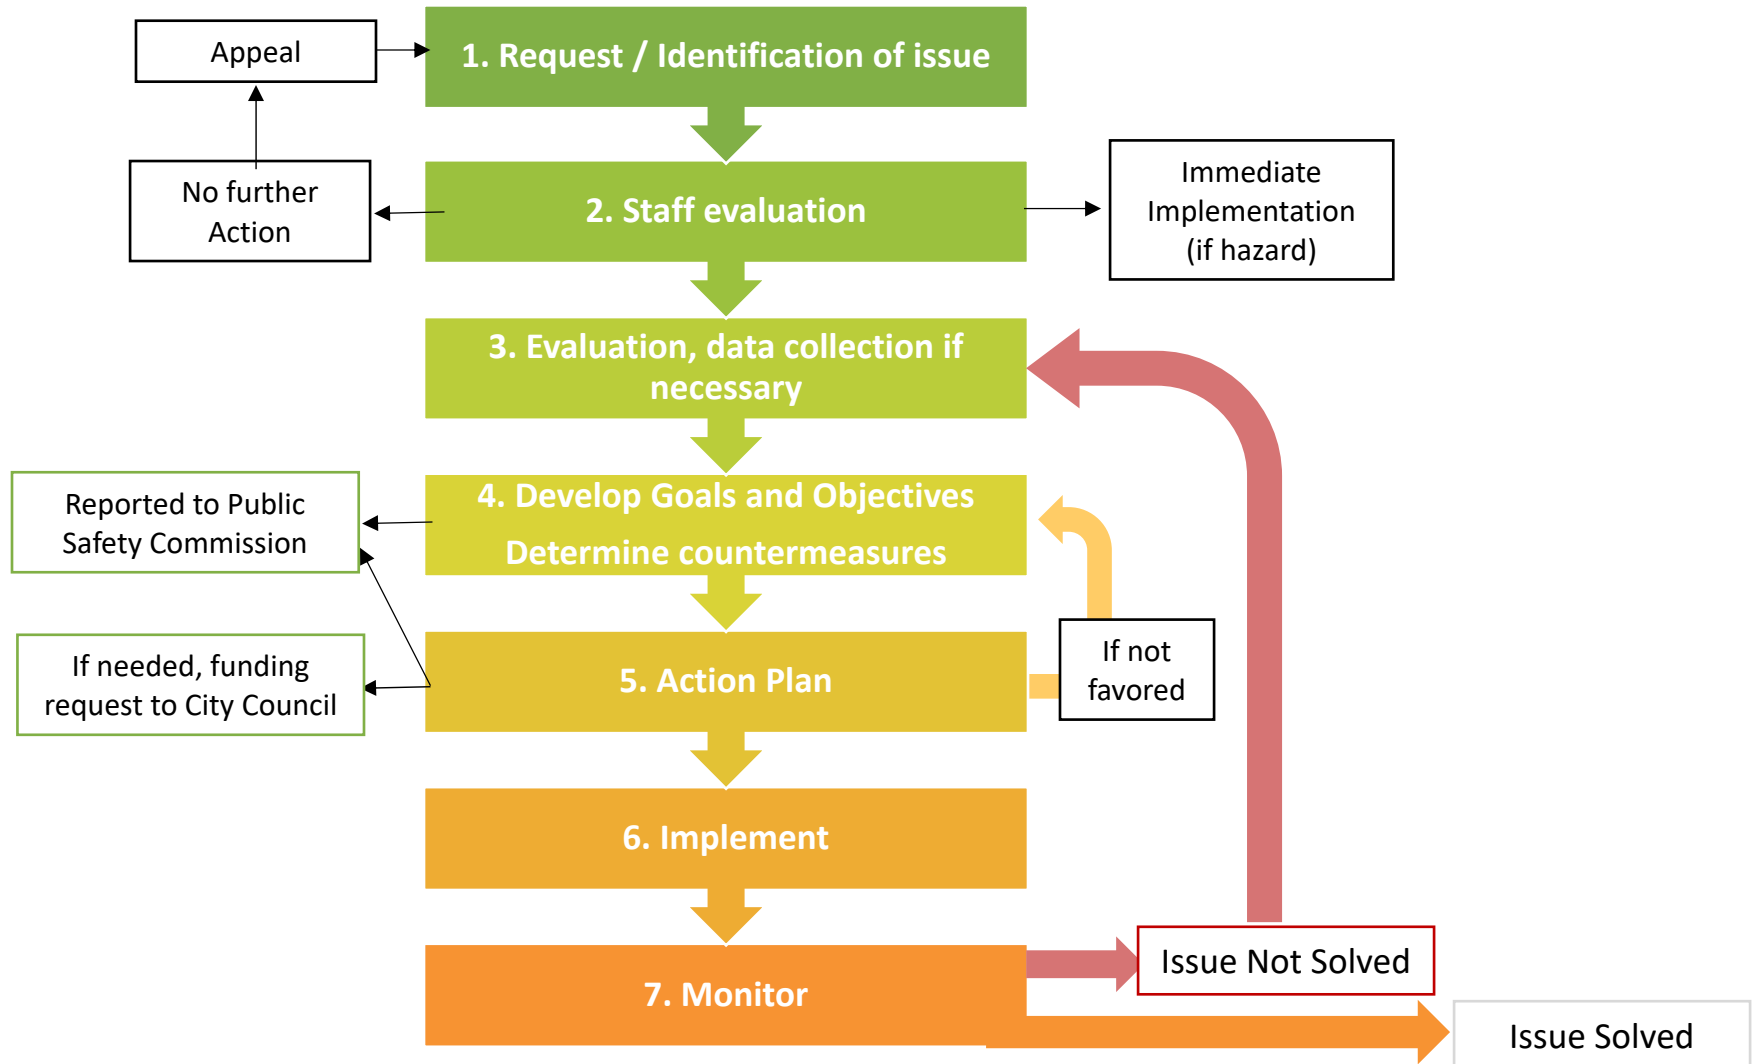 Appeal
1. Request / Identification of issue
No further
Action
2. Staff evaluation
Immediate
Implementation
(if hazard)
3. Evaluation, data collection if
necessary
Reported to Public
Safety Commission
4. Develop Goals and Objectives
Determine countermeasures
If needed, funding
request to City Council
5. Action Plan
If not
favored
6. Implement
7. Monitor
Issue Not Solved
Issue Solved